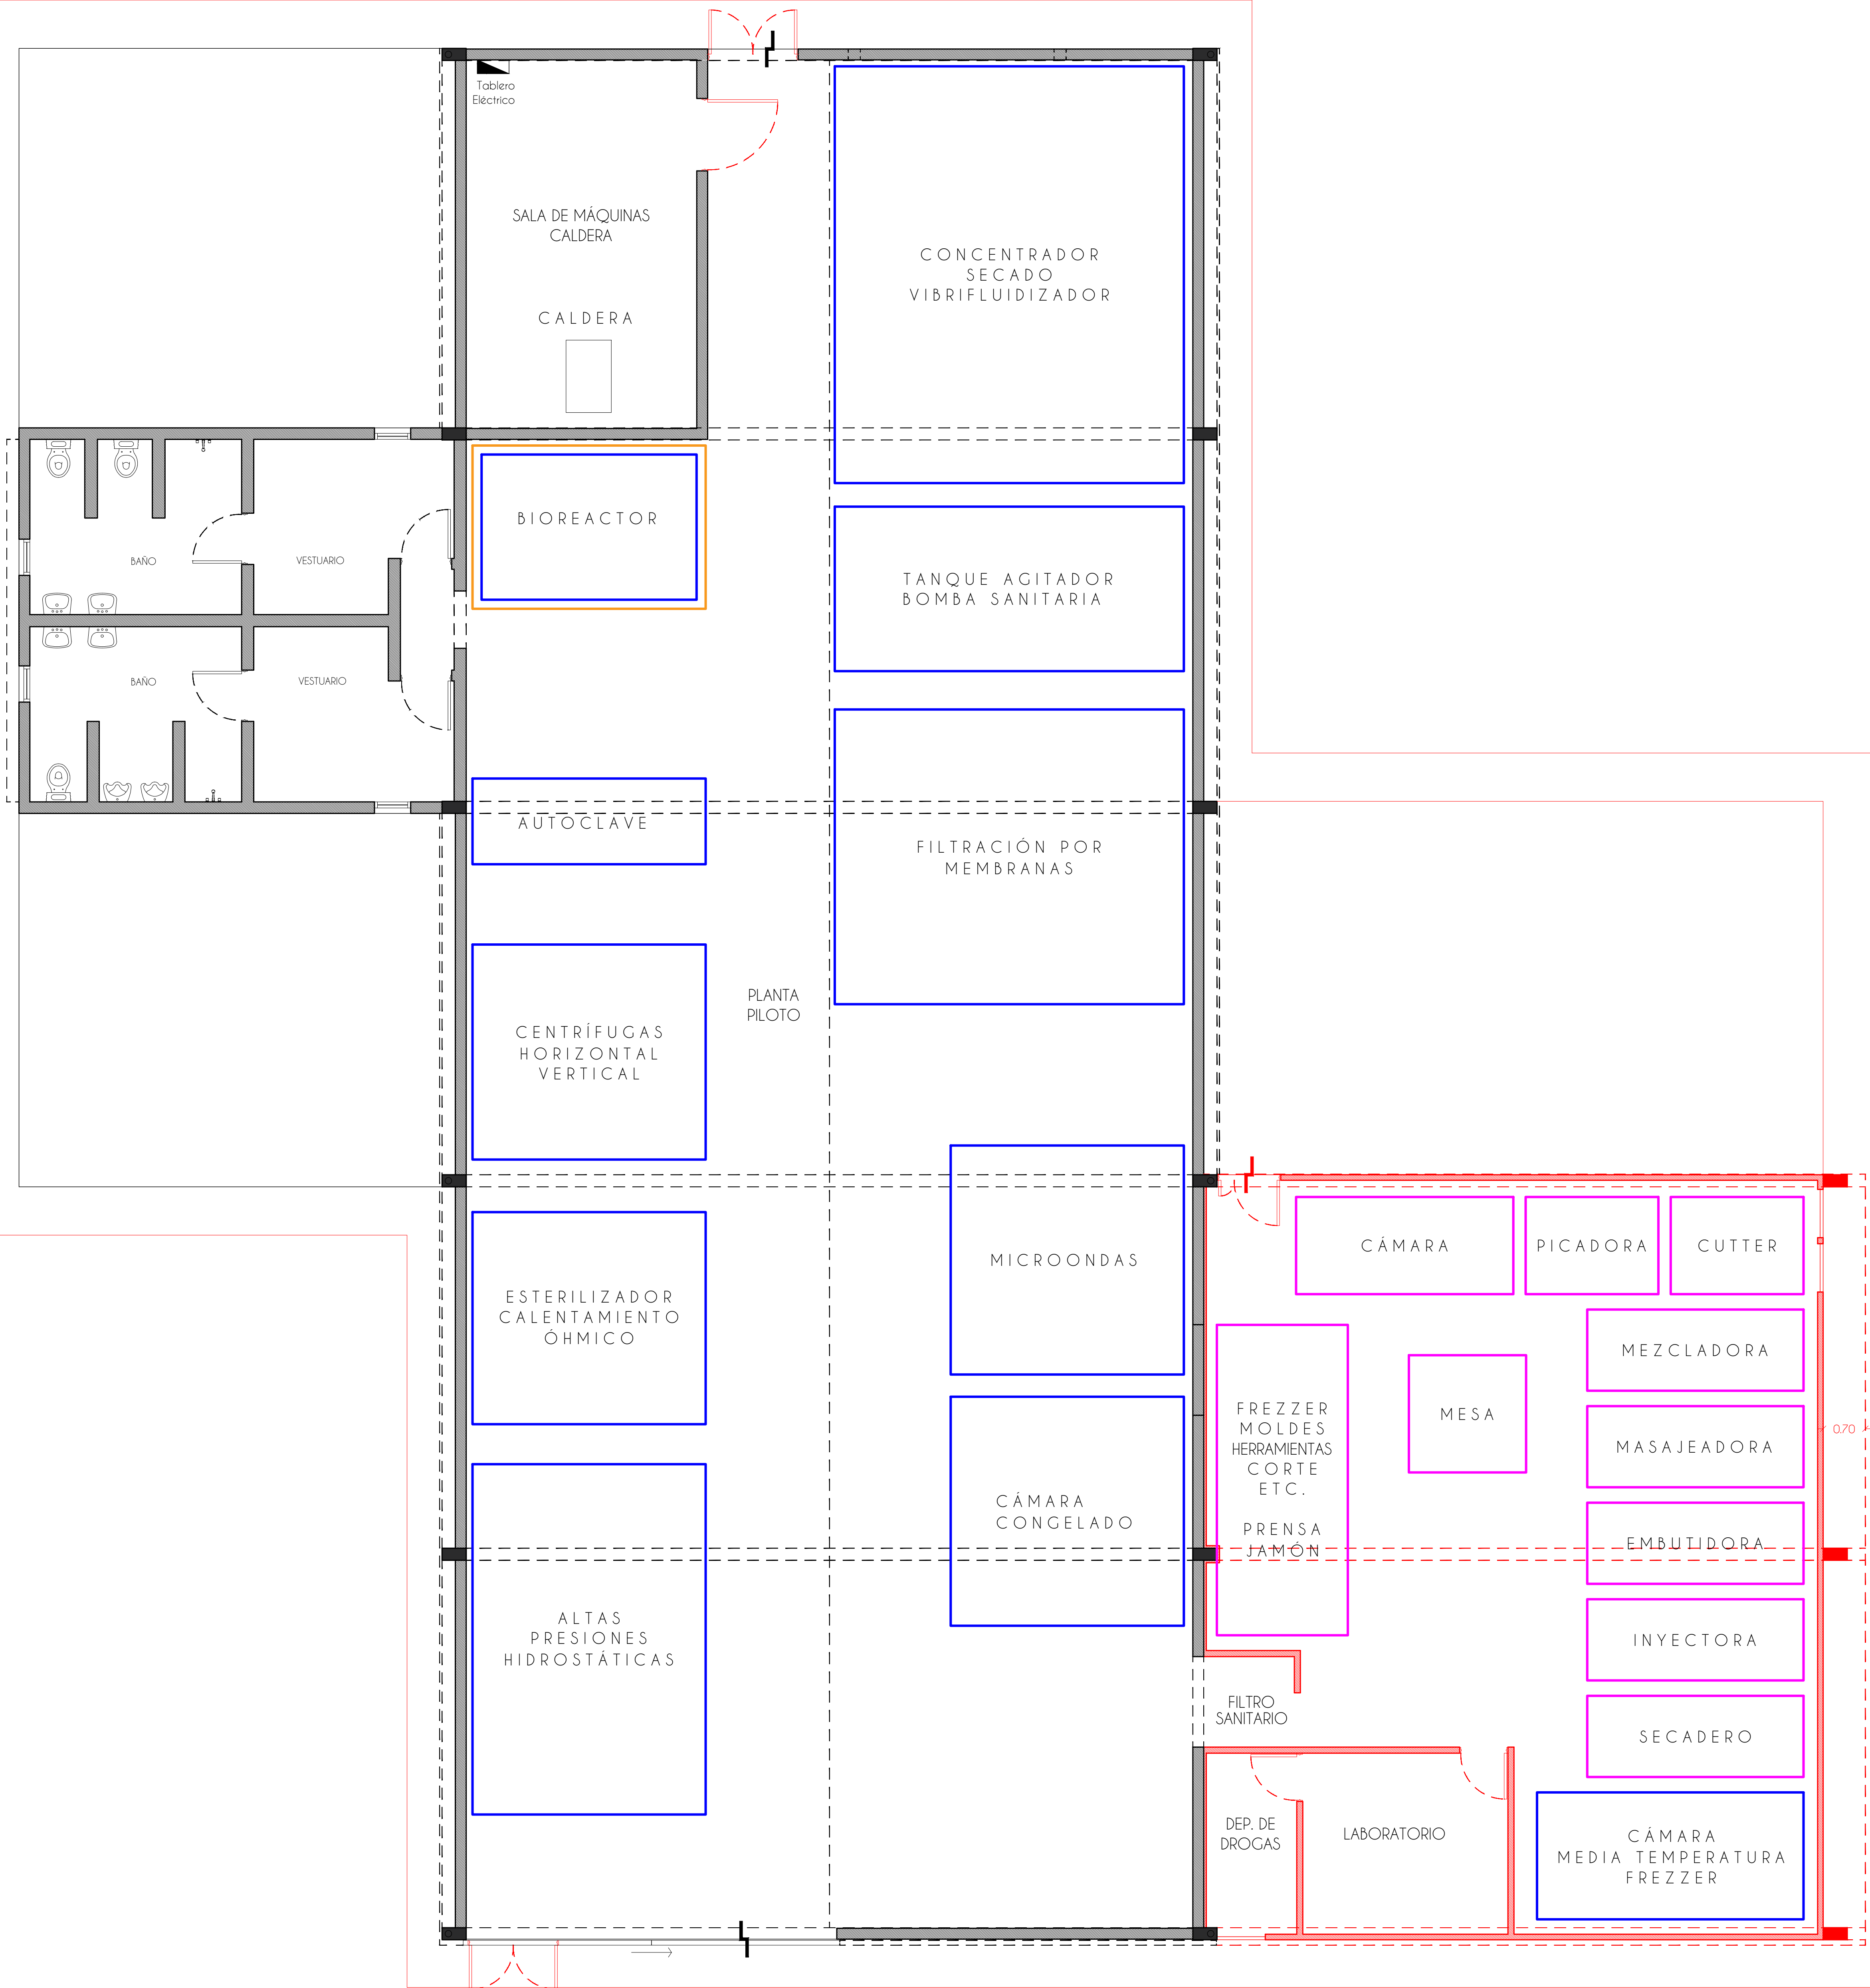 Tablero
Eléctrico
SALA DE MÁQUINAS
CALDERA
CALDERA
CONCENTRADOR
SECADO
VIBRIFLUIDIZADOR
BIOREACTOR
TANQUE AGITADOR
BOMBA SANITARIA
BAÑO
VESTUARIO
BAÑO
VESTUARIO
AUTOCLAVE
FILTRACIÓN POR
MEMBRANAS
PLANTA
PILOTO
CENTRÍFUGAS
HORIZONTAL
VERTICAL
MICROONDAS
ESTERILIZADOR
CALENTAMIENTO
ÓHMICO
CÁMARA
CONGELADO
ALTAS
PRESIONES
HIDROSTÁTICAS
CÁMARA
PICADORA
CUTTER
MEZCLADORA
MESA
FREZZER
MOLDES
HERRAMIENTAS
CORTE
ETC.
PRENSA
JAMÓN
0.70
MASAJEADORA
EMBUTIDORA
INYECTORA
FILTRO
SANITARIO
SECADERO
DEP. DE
DROGAS
LABORATORIO
CÁMARA
MEDIA TEMPERATURA
FREZZER